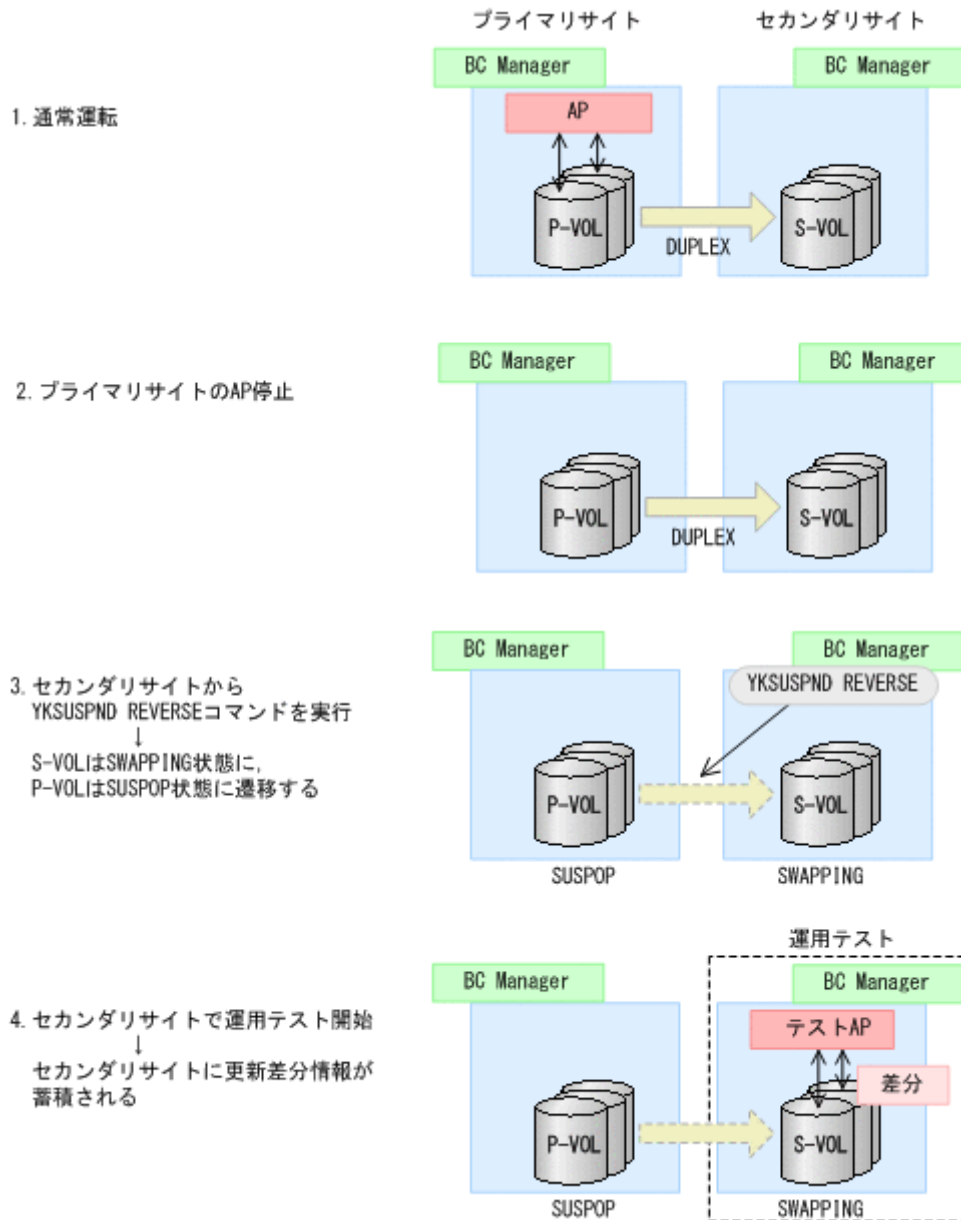 プライマリサイト
セカンダリサイト
BC Manager
BC Manager
1. 通常運転
AP
P-VOL
S-VOL
DUPLEX
BC Manager
BC Manager
2. プライマリサイトのAP停止
P-VOL
S-VOL
DUPLEX
BC Manager
BC Manager
3. セカンダリサイトから
YKSUSPND REVERSEコマンドを実行
↓
S-VOLはSWAPPING状態に,
P-VOLはSUSPOP状態に遷移する
YKSUSPND REVERSE
P-VOL
S-VOL
SUSPOP
SWAPPING
運用テスト
BC Manager
BC Manager
4. セカンダリサイトで運用テスト開始
↓
セカンダリサイトに更新差分情報が
蓄積される
テストAP
差分
P-VOL
S-VOL
SUSPOP
SWAPPING